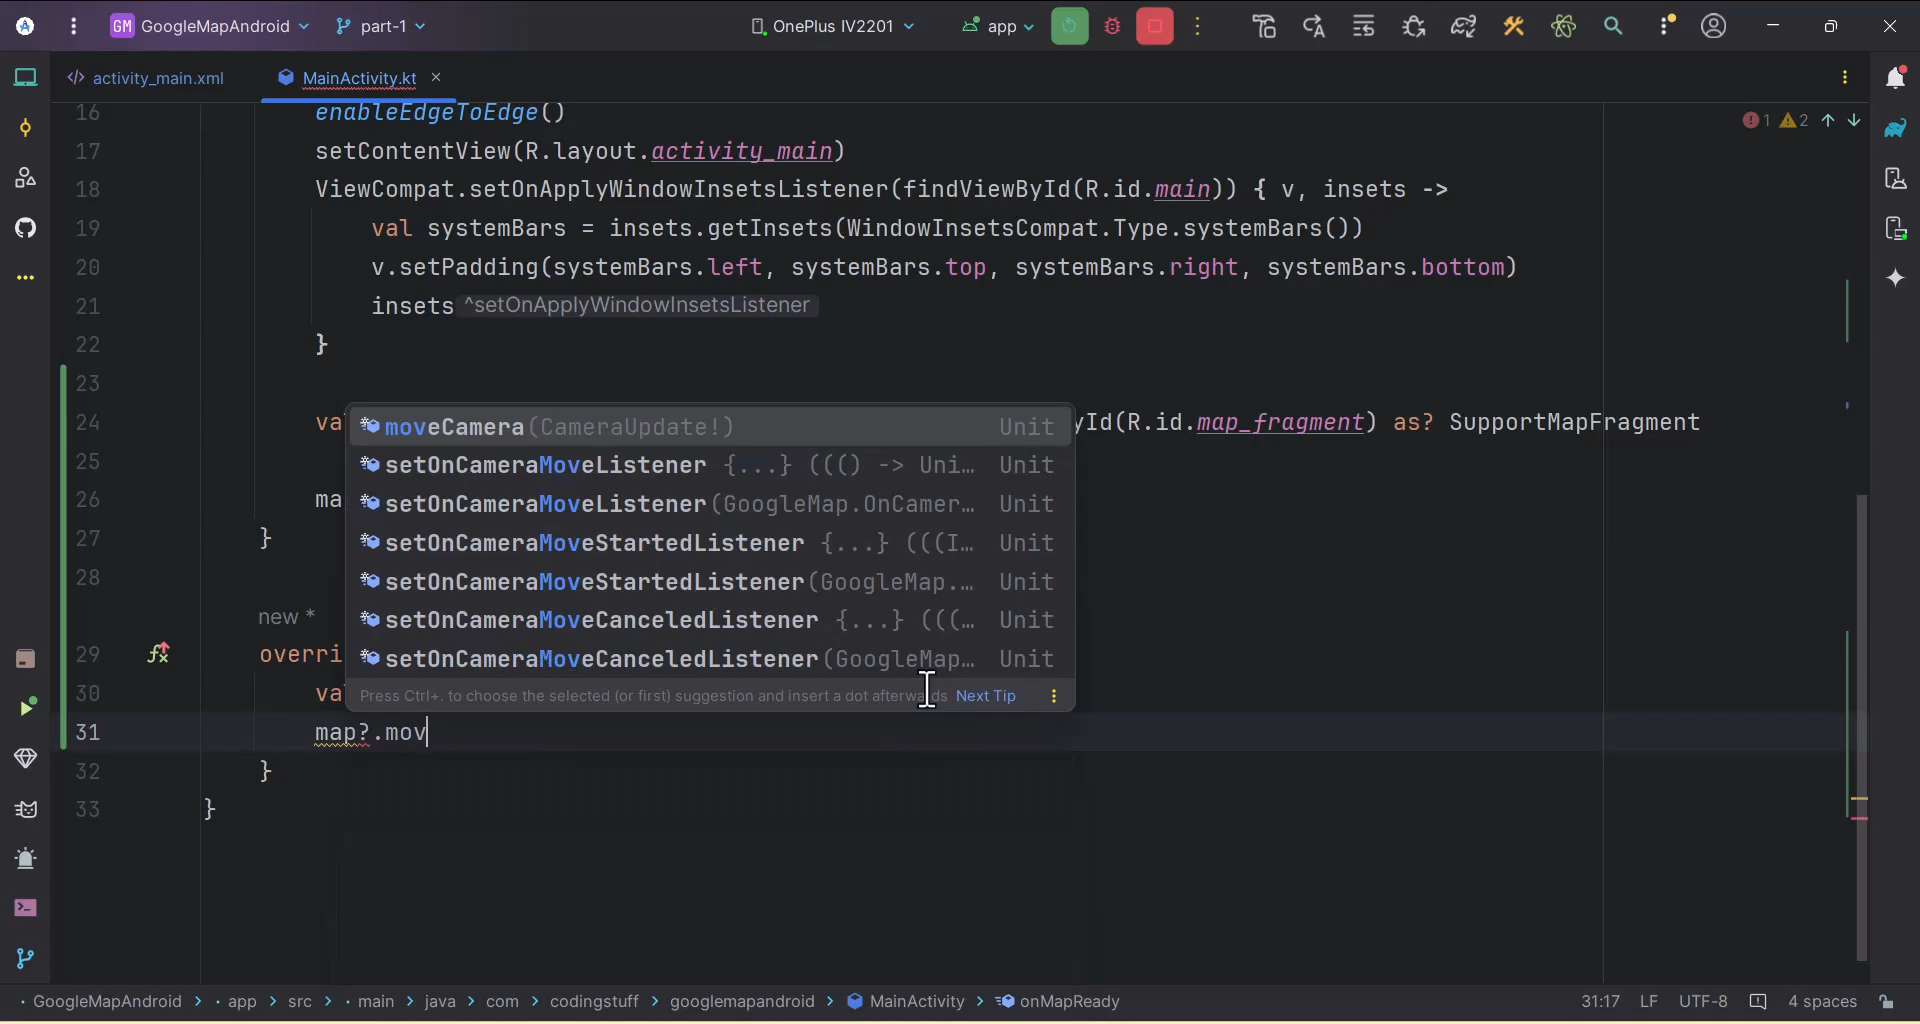 GM GoogleMapAndroid part-1 OnePlus IV2201 app
activity_main.xml MainActivity.kt
16 enableEdgeToEdge() 1 2
17 setContentView(R.layout.activity_main)
18 ViewCompat.setOnApplyWindowInsetsListener(findViewById(R.id.main)) { v, insets ->
19 val systemBars = insets.getInsets(WindowInsetsCompat.Type.systemBars())
20 v.setPadding(systemBars.left, systemBars.top, systemBars.right, systemBars.bottom)
21 insets ^setOnApplyWindowInsetsListener
22 }
23
24 va yId(R.id.map_fragment) as? SupportMapFragment
moveCamera(CameraUpdate!) Unit
25
setOnCameraMoveListener {...} ((() -> Uni... Unit
26 ma
setOnCameraMoveListener(GoogleMap.OnCamer... Unit
27 }
setOnCameraMoveStartedListener {...} (((I... Unit
28
setOnCameraMoveStartedListener(GoogleMap.... Unit
new *
setOnCameraMoveCanceledListener {...} (((... Unit
29 overri
setOnCameraMoveCanceledListener(GoogleMap... Unit
30 va
Press Ctrl+. to choose the selected (or first) suggestion and insert a dot afterwards Next Tip
31 map?.mov
32 }
33 }
GoogleMapAndroid > app > src > main > java > com > codingstuff > googlemapandroid > MainActivity > onMapReady 31:17 LF UTF-8 4 spaces